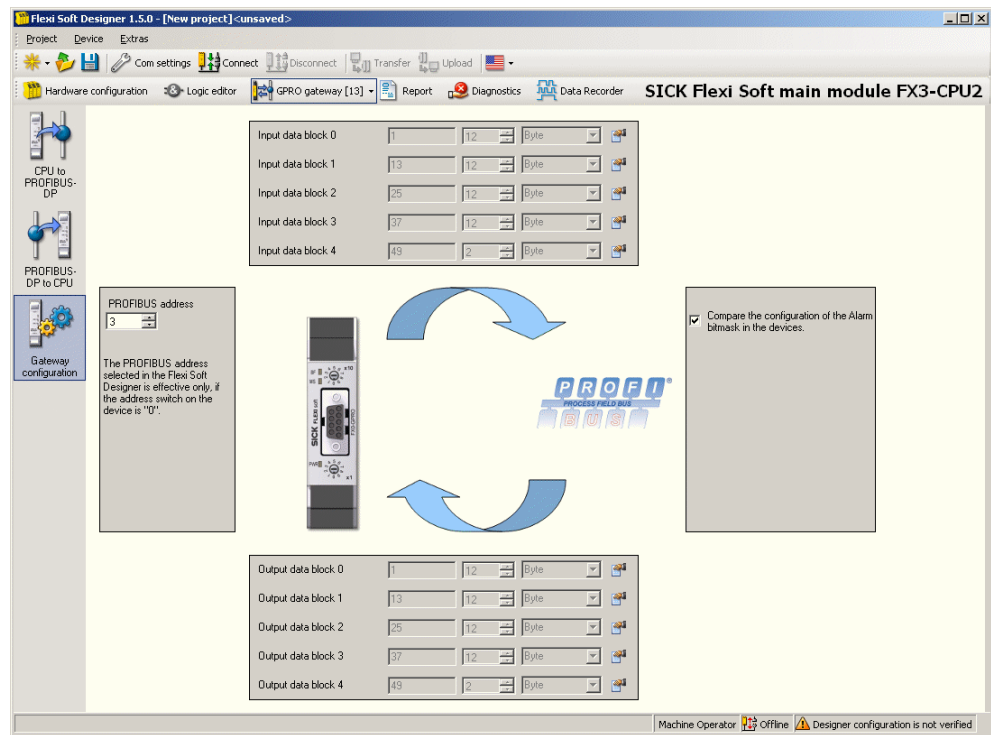 Flexi Soft Designer 1.5.0 - [New project]<unsaved>
Project Device Extras
Com settings Connect Disconnect Transfer Upload
Hardware configuration Logic editor GPRO gateway [13] Report Diagnostics Data Recorder SICK Flexi Soft main module FX3-CPU2
CPU to
PROFIBUS-
DP
PROFIBUS-
DP to CPU
Gateway
configuration
Input data block 0 1 12 Byte
Input data block 1 13 12 Byte
Input data block 2 25 12 Byte
Input data block 3 37 12 Byte
Input data block 4 49 2 Byte
PROFIBUS address
3
The PROFIBUS address
selected in the Flexi Soft
Designer is effective only, if
the address switch on the
device is "0".
x10
SICK FLEXI soft
FX3-GPRO
x1
PROFI
PROCESS FIELD BUS
BUS
Compare the configuration of the Alarm
bitmask in the devices.
Output data block 0 1 12 Byte
Output data block 1 13 12 Byte
Output data block 2 25 12 Byte
Output data block 3 37 12 Byte
Output data block 4 49 2 Byte
Machine Operator Offline Designer configuration is not verified